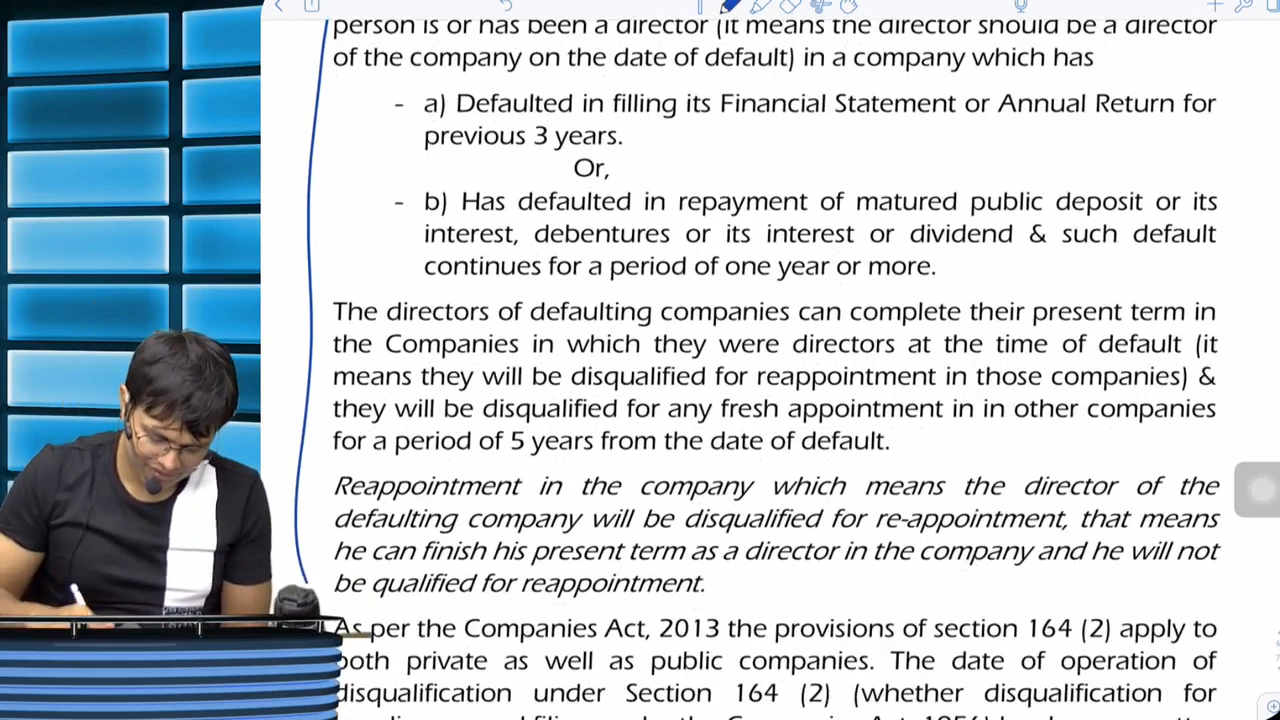 person is or has been a director (it means the director should be a director
of the company on the date of default) in a company which has
- a) Defaulted in filling its Financial Statement or Annual Return for
previous 3 years.
Or,
- b) Has defaulted in repayment of matured public deposit or its
interest, debentures or its interest or dividend & such default
continues for a period of one year or more.
The directors of defaulting companies can complete their present term in
the Companies in which they were directors at the time of default (it
means they will be disqualified for reappointment in those companies) &
they will be disqualified for any fresh appointment in in other companies
for a period of 5 years from the date of default.
Reappointment in the company which means the director of the
defaulting company will be disqualified for re-appointment, that means
he can finish his present term as a director in the company and he will not
be qualified for reappointment.
As per the Companies Act, 2013 the provisions of section 164 (2) apply to
both private as well as public companies. The date of operation of
disqualification under Section 164 (2) (whether disqualification for